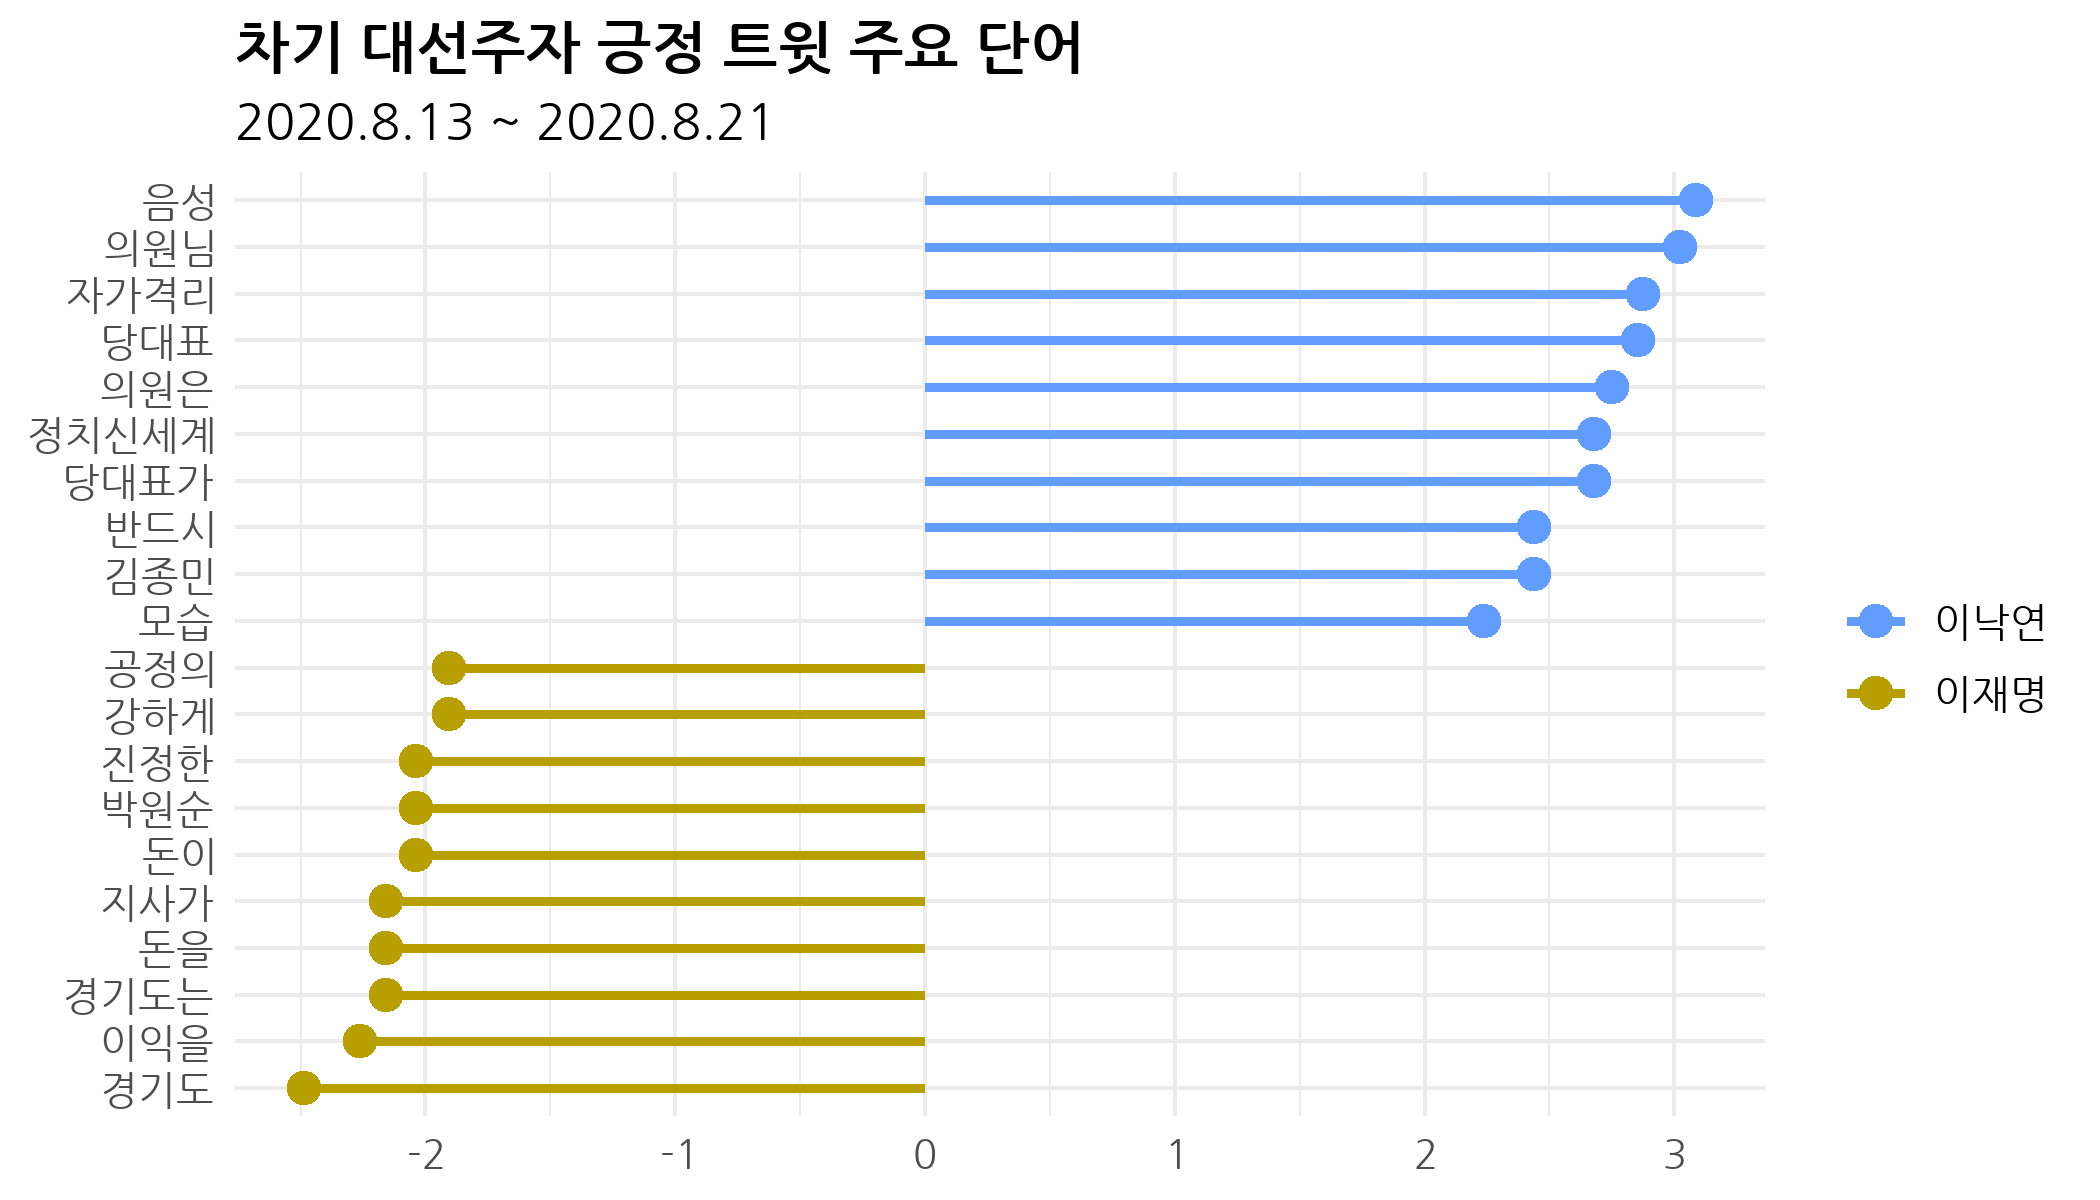 차기 대선주자 긍정 트윗 주요 단어
2020.8.13 ~ 2020.8.21
음성
의원님
자가격리
당대표
의원은
정치신세계
당대표가
반드시
김종민
모습
공정의
강하게
진정한
박원순
돈이
지사가
돈을
경기도는
이익을
경기도
-2 -1 0 1 2 3
이낙연
이재명